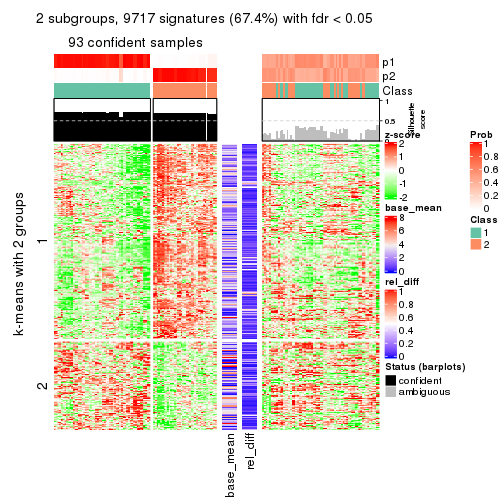 2 subgroups, 9717 signatures (67.4%) with fdr < 0.05
93 confident samples
p1
p2
Class
1
0.5
0
Silhouette
score
k-means with 2 groups
1
2
base_mean
rel_diff
z-score
2
1
0
-1
-2
base_mean
8
6
4
2
0
rel_diff
1
0.8
0.6
0.4
0.2
0
Status (barplots)
confident
ambiguous
Prob
1
0.8
0.6
0.4
0.2
0
Class
1
2